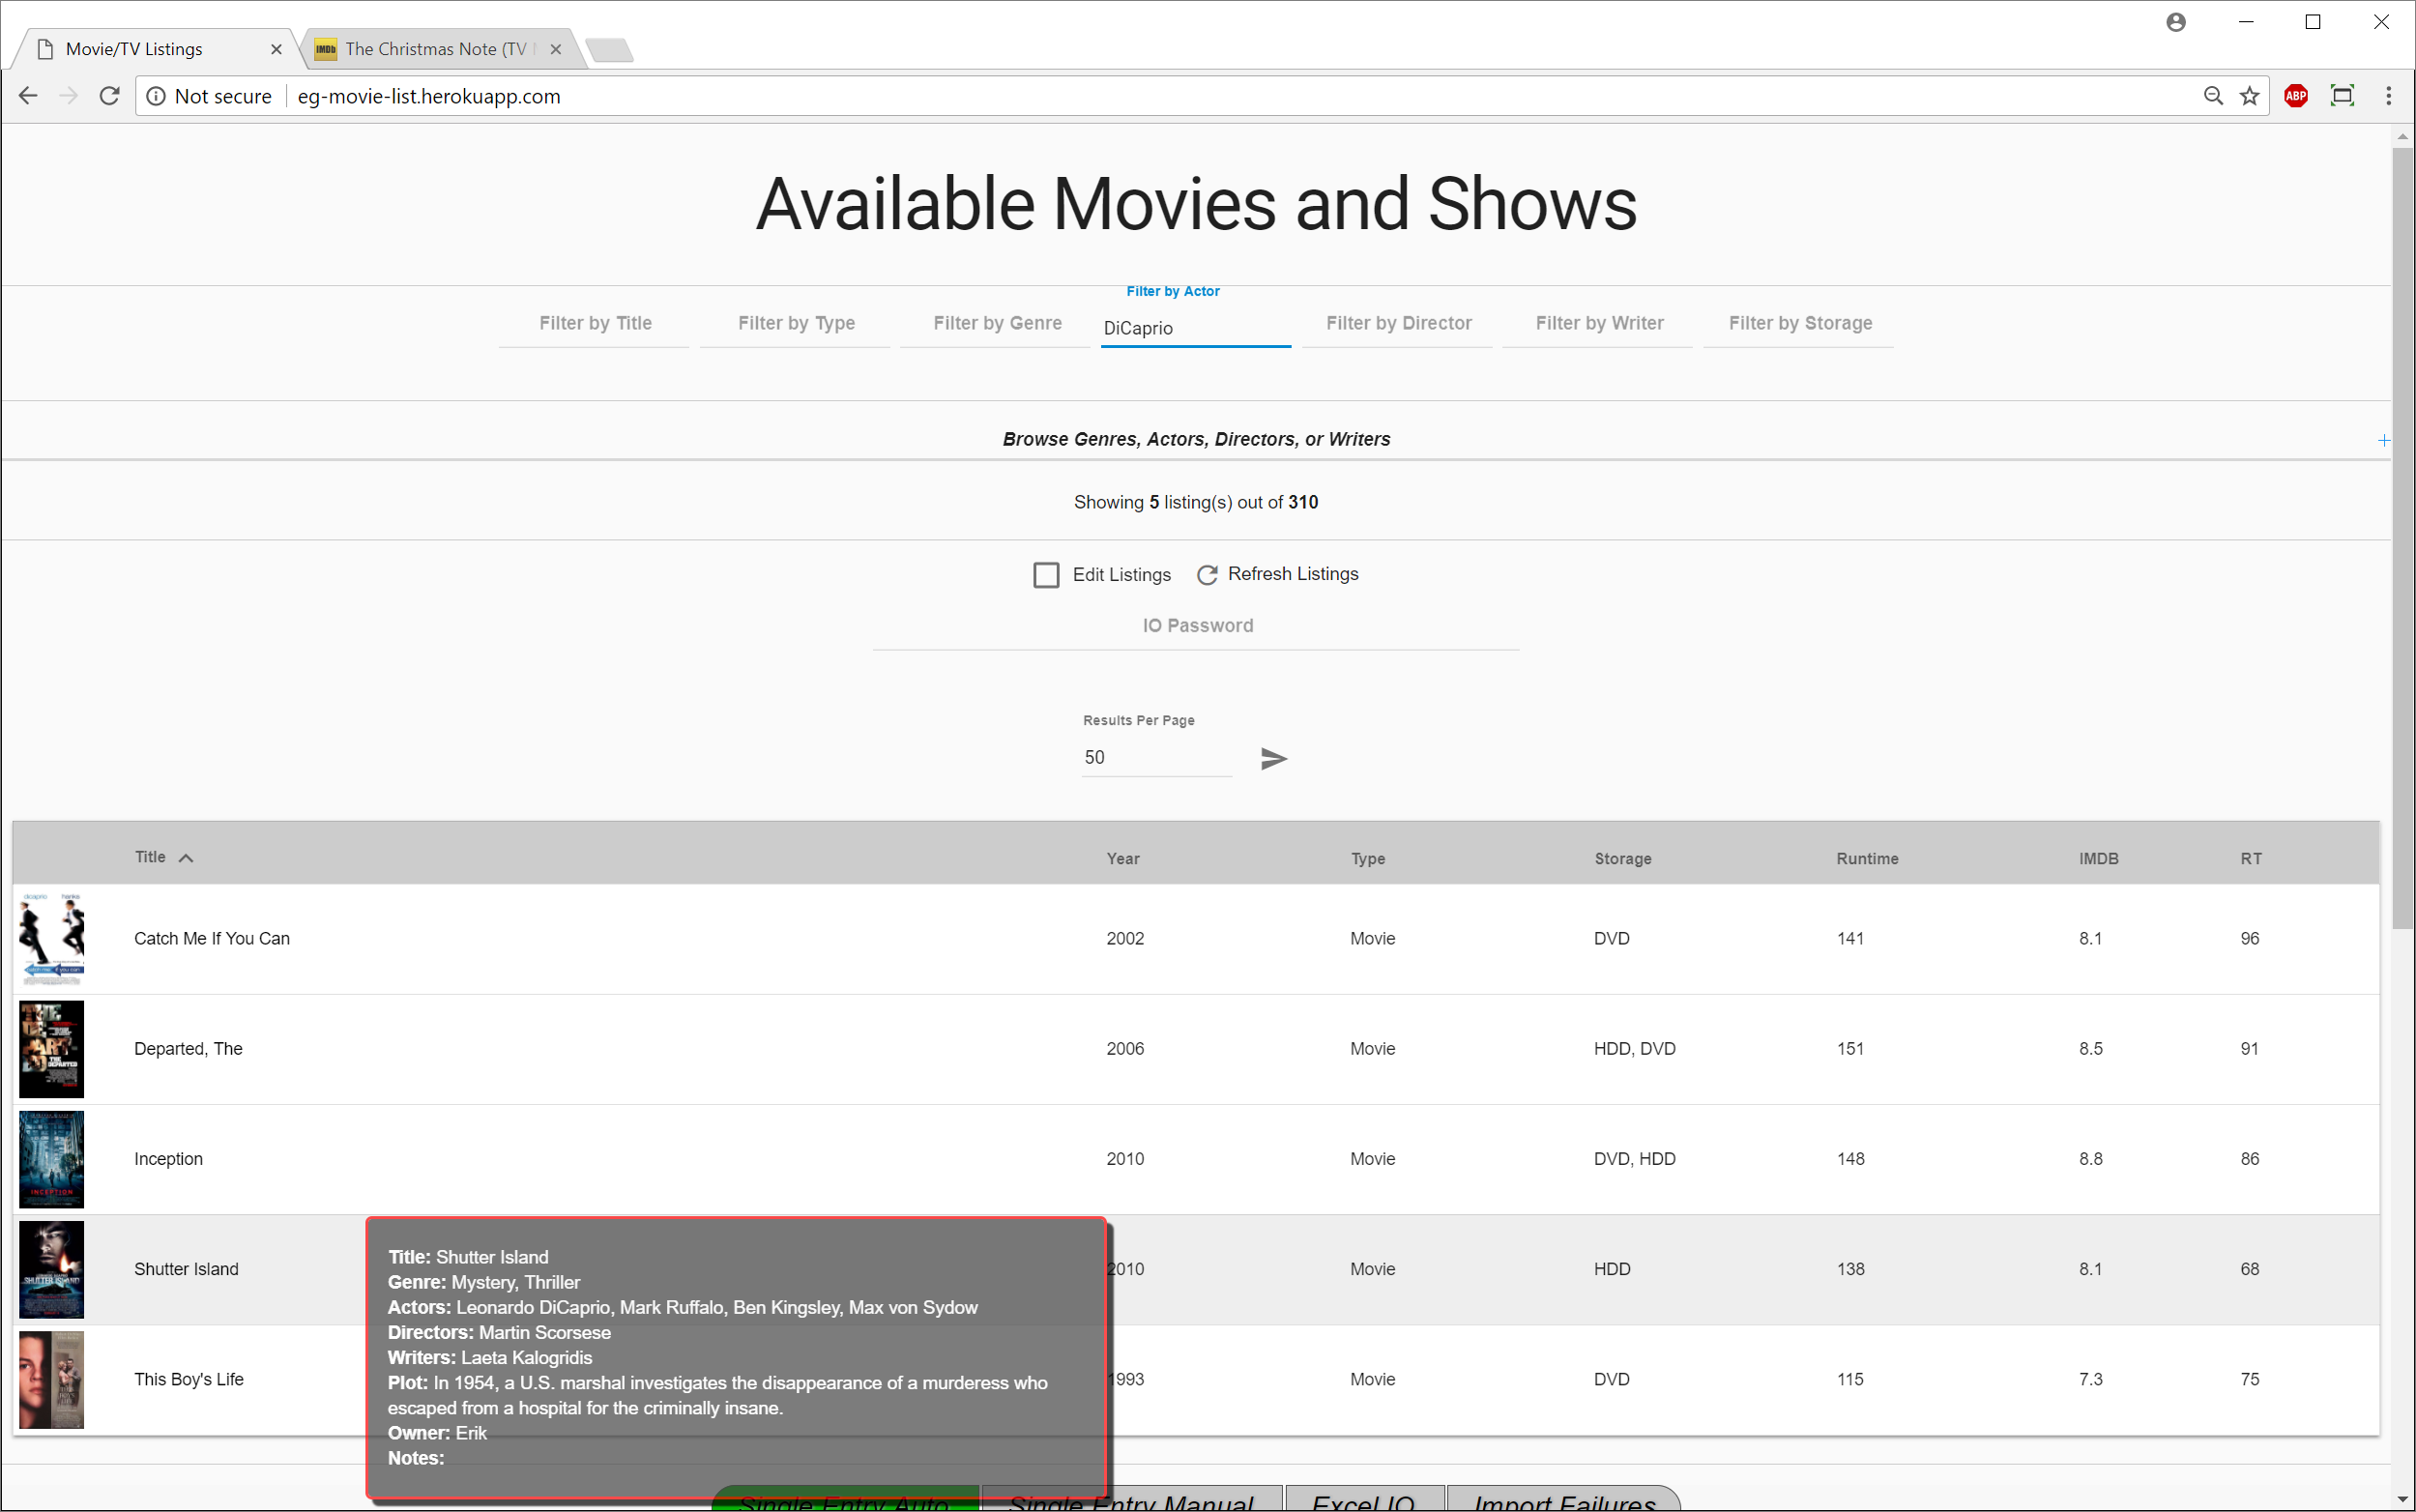 Movie/TV Listings
IMDb The Christmas Note (TV
Not secure eg-movie-list.herokuapp.com
ABP
Available Movies and Shows
Filter by Title Filter by Type Filter by Genre Filter by Actor DiCaprio Filter by Director Filter by Writer Filter by Storage
Browse Genres, Actors, Directors, or Writers +
Showing 5 listing(s) out of 310
Edit Listings Refresh Listings
IO Password
Results Per Page
50
Title Year Type Storage Runtime IMDB RT
dicaprio hanks
Catch Me If You Can 2002 Movie DVD 141 8.1 96
THE DEPARTED
Departed, The 2006 Movie HDD, DVD 151 8.5 91
INCEPTION
Inception 2010 Movie DVD, HDD 148 8.8 86
SHUTTER ISLAND
Shutter Island 2010 Movie HDD 138 8.1 68
This Boy's Life 1993 Movie DVD 115 7.3 75
Title: Shutter Island
Genre: Mystery, Thriller
Actors: Leonardo DiCaprio, Mark Ruffalo, Ben Kingsley, Max von Sydow
Directors: Martin Scorsese
Writers: Laeta Kalogridis
Plot: In 1954, a U.S. marshal investigates the disappearance of a murderess who
escaped from a hospital for the criminally insane.
Owner: Erik
Notes:
Single Entry Auto Single Entry Manual Excel IO Import Failures